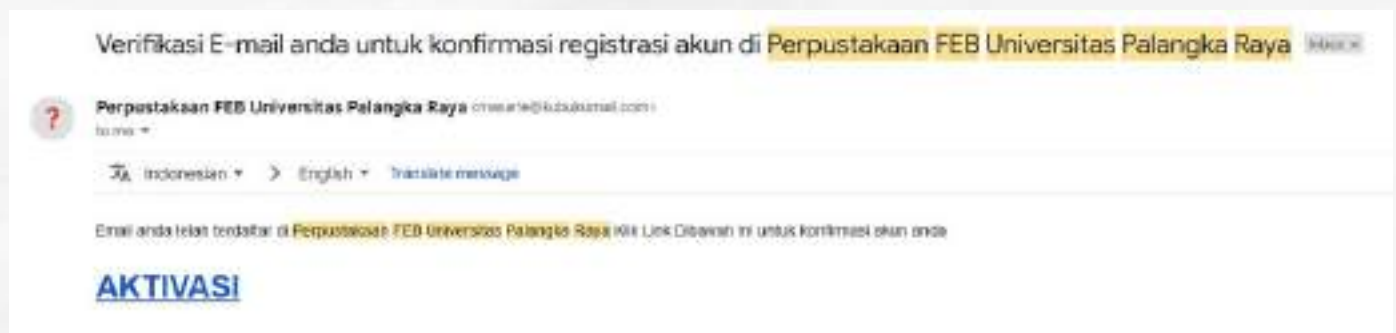 Verifikasi E-mail anda untuk konfirmasi registrasi akun di Perpustakaan FEB Universitas Palangka Raya Inbox ×
?
Perpustakaan FEB Universitas Palangka Raya
to me
Indonesian > English Translate message
Email anda telah terdaftar di Perpustakaan FEB Universitas Palangka Raya Klik Link Dibawah ini untuk konfirmasi akun anda
AKTIVASI